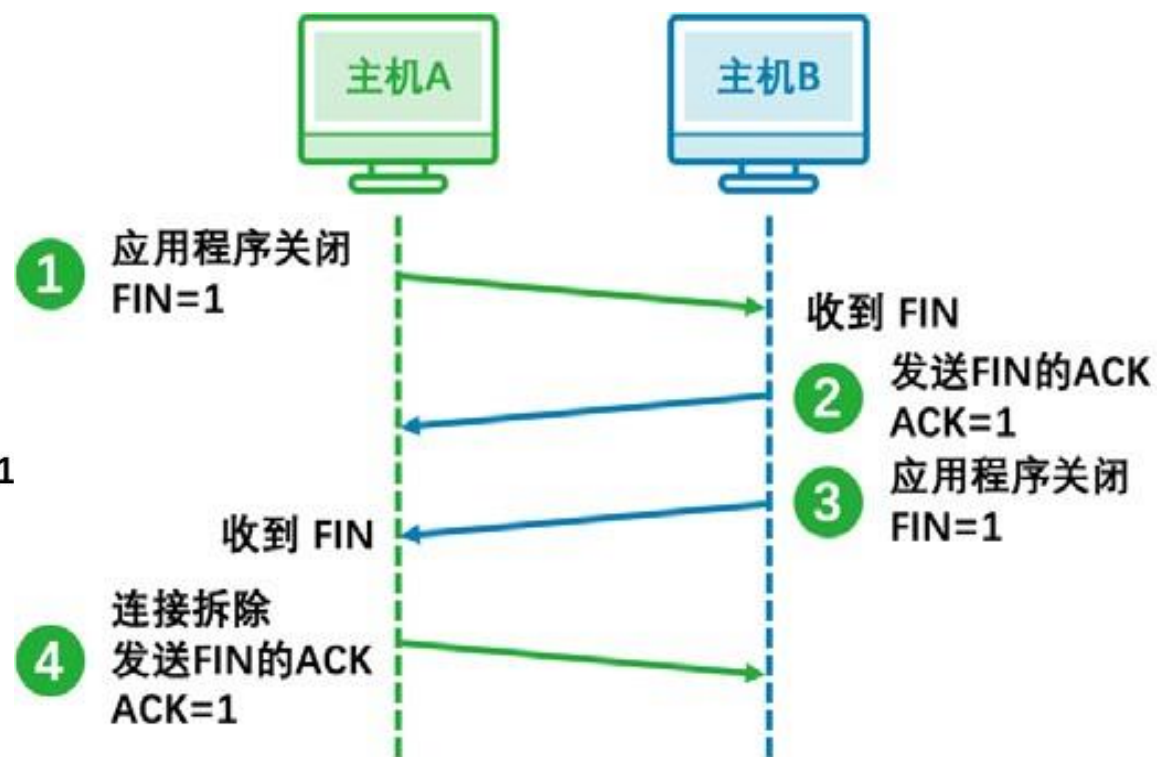 主机A
主机B
1
应用程序关闭
FIN=1
收到 FIN
2
发送FIN的ACK
ACK=1
1
3
应用程序关闭
FIN=1
收到 FIN
4
连接拆除
发送FIN的ACK
ACK=1